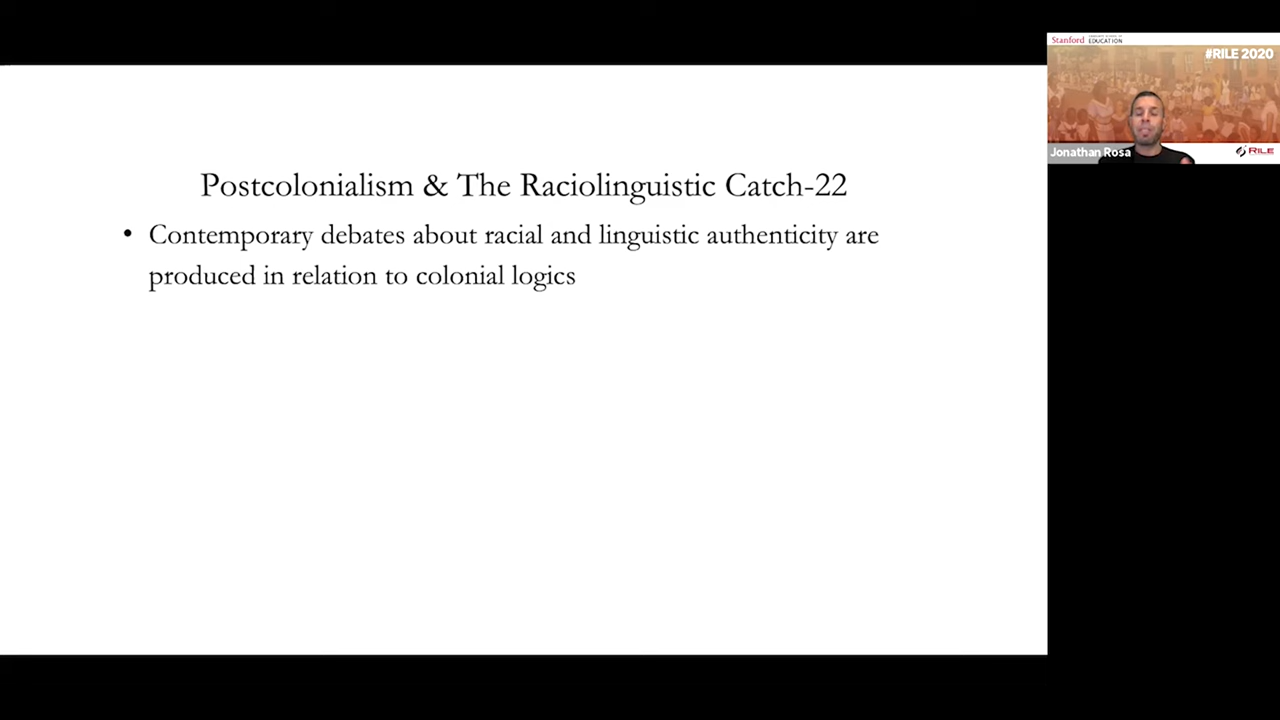 Postcolonialism & The Raciolinguistic Catch-22
• Contemporary debates about racial and linguistic authenticity are
produced in relation to colonial logics
Stanford EDUCATION
#RILE 2020
Jonathan Rosa
RILE